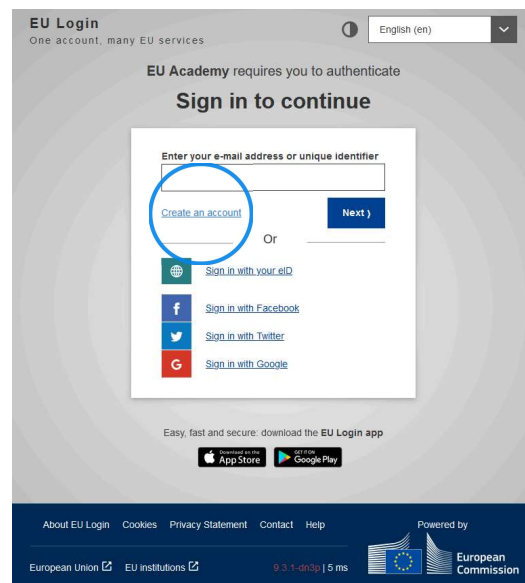 EU Login
One account, many EU services
English (en)
EU Academy requires you to authenticate
Sign in to continue
Enter your e-mail address or unique identifier
Create an account
Next ⟩
Or
Sign in with your eID
f Sign in with Facebook
Sign in with Twitter
G Sign in with Google
Easy, fast and secure: download the EU Login app
Download on the App Store
GET IT ON Google Play
About EU Login Cookies Privacy Statement Contact Help
Powered by
European Union EU institutions 9.3.1-dn3p | 5 ms
European
Commission